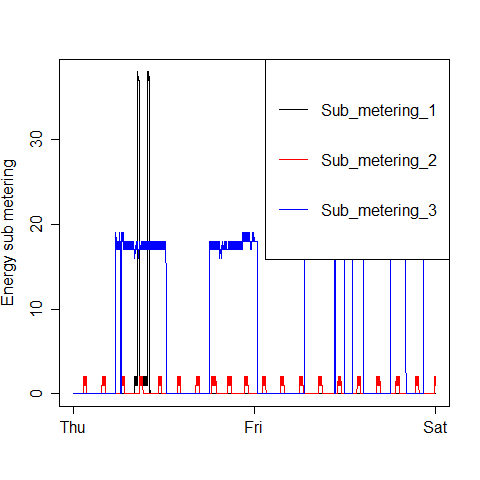 Energy sub metering
0
10
20
30
Sub_metering_1
Sub_metering_2
Sub_metering_3
Thu
Fri
Sat